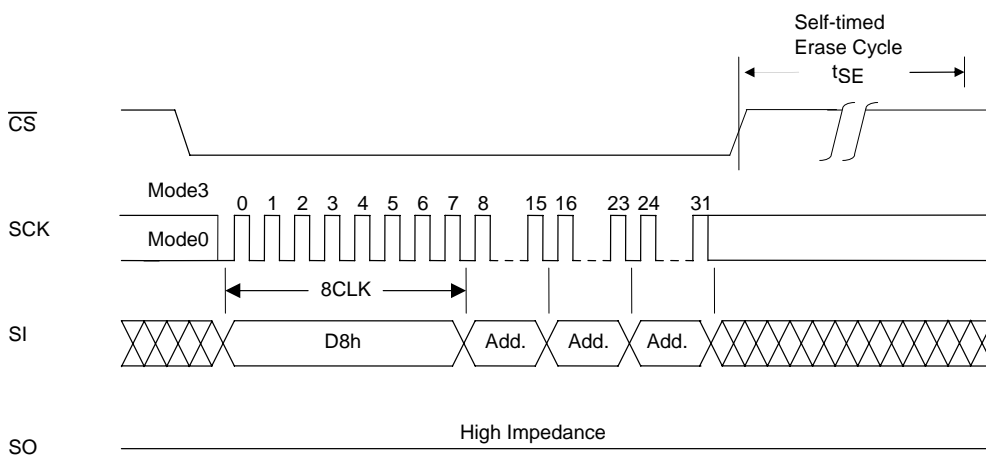 Self-timed
Erase Cycle
tSE
CS
Mode3
0 1 2 3 4 5 6 7 8 15 16 23 24 31
SCK
Mode0
8CLK
SI
D8h Add. Add. Add.
High Impedance
SO